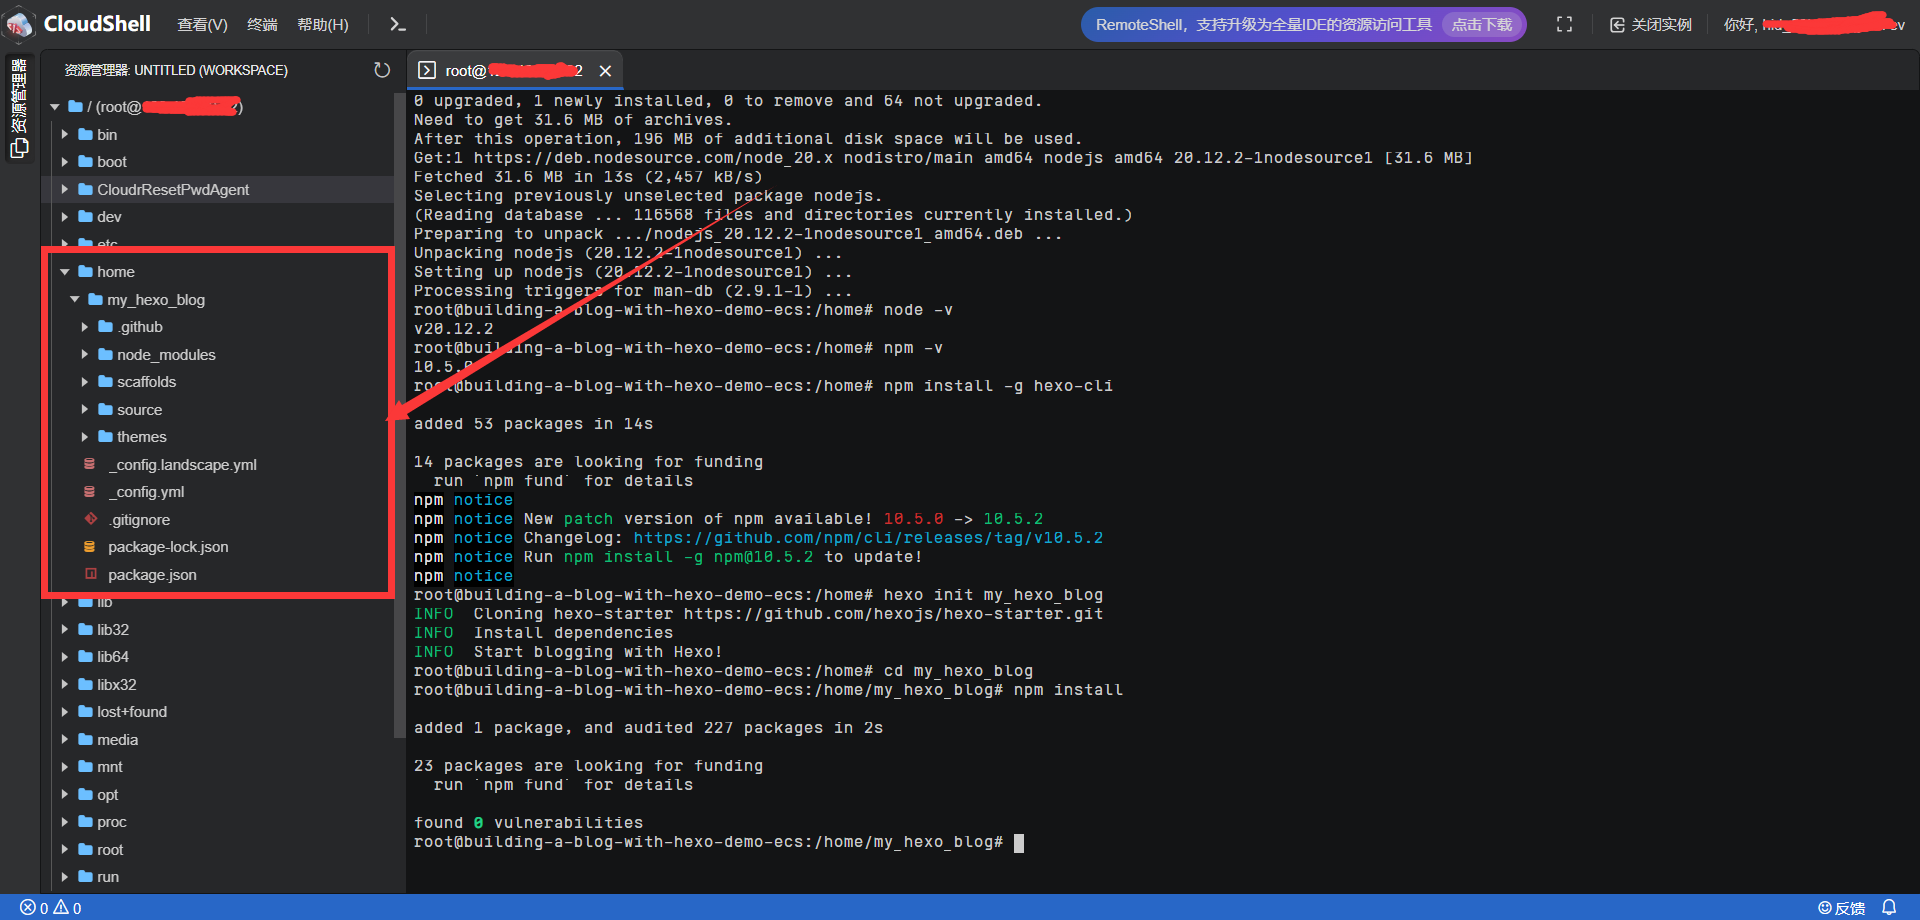 CloudShell 查看(V) 终端 帮助(H) RemoteShell，支持升级为全量IDE的资源访问工具 点击下载 关闭实例 你好,
资源管理器
资源管理器: UNTITLED (WORKSPACE)
/ (root@
bin
boot
CloudrResetPwdAgent
dev
etc
home
my_hexo_blog
.github
node_modules
scaffolds
source
themes
_config.landscape.yml
_config.yml
.gitignore
package-lock.json
package.json
lib
lib32
lib64
libx32
lost+found
media
mnt
opt
proc
root
run
root@
0 upgraded, 1 newly installed, 0 to remove and 64 not upgraded.
Need to get 31.6 MB of archives.
After this operation, 196 MB of additional disk space will be used.
Get:1 https://deb.nodesource.com/node_20.x nodistro/main amd64 nodejs amd64 20.12.2-1nodesource1 [31.6 MB]
Fetched 31.6 MB in 13s (2,457 kB/s)
Selecting previously unselected package nodejs.
(Reading database ... 116568 files and directories currently installed.)
Preparing to unpack .../nodejs_20.12.2-1nodesource1_amd64.deb ...
Unpacking nodejs (20.12.2-1nodesource1) ...
Setting up nodejs (20.12.2-1nodesource1) ...
Processing triggers for man-db (2.9.1-1) ...
root@building-a-blog-with-hexo-demo-ecs:/home# node -v
v20.12.2
root@building-a-blog-with-hexo-demo-ecs:/home# npm -v
10.5.0
root@building-a-blog-with-hexo-demo-ecs:/home# npm install -g hexo-cli
added 53 packages in 14s
14 packages are looking for funding
run `npm fund` for details
npm notice
npm notice New patch version of npm available! 10.5.0 -> 10.5.2
npm notice Changelog: https://github.com/npm/cli/releases/tag/v10.5.2
npm notice Run npm install -g npm@10.5.2 to update!
npm notice
root@building-a-blog-with-hexo-demo-ecs:/home# hexo init my_hexo_blog
INFO Cloning hexo-starter https://github.com/hexojs/hexo-starter.git
INFO Install dependencies
INFO Start blogging with Hexo!
root@building-a-blog-with-hexo-demo-ecs:/home# cd my_hexo_blog
root@building-a-blog-with-hexo-demo-ecs:/home/my_hexo_blog# npm install
added 1 package, and audited 227 packages in 2s
23 packages are looking for funding
run `npm fund` for details
found 0 vulnerabilities
root@building-a-blog-with-hexo-demo-ecs:/home/my_hexo_blog#
0 0 反馈